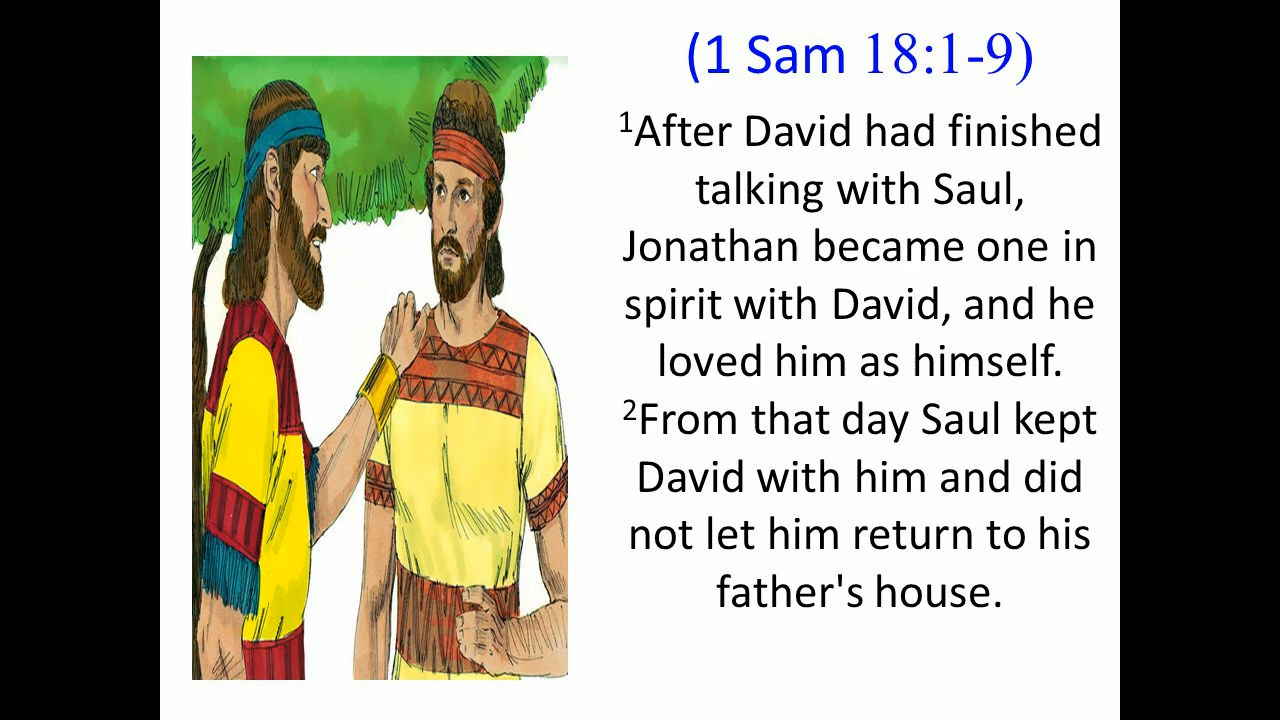 (1 Sam 18:1-9)
¹After David had finished
talking with Saul,
Jonathan became one in
spirit with David, and he
loved him as himself.
²From that day Saul kept
David with him and did
not let him return to his
father's house.